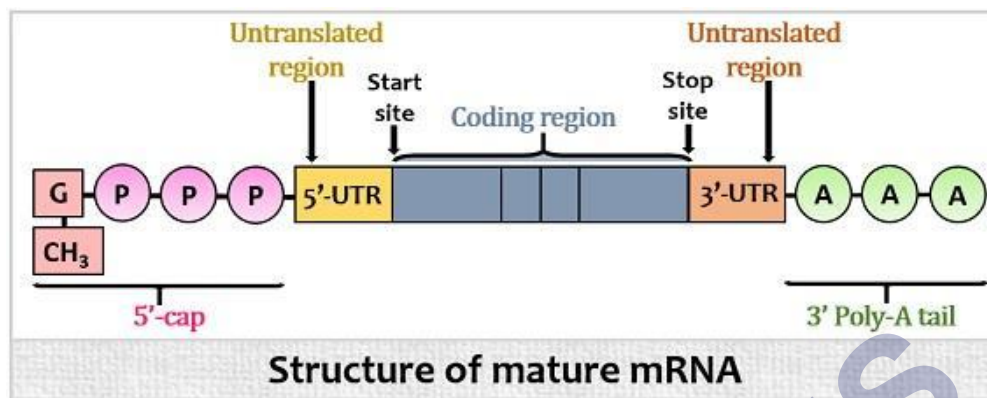 Untranslated
region
Untranslated
region
Start
site
Stop
site
Coding region
G
P
P
P
5'-UTR
3'-UTR
A
A
A
CH₃
5'-cap
3' Poly-A tail
Structure of mature mRNA